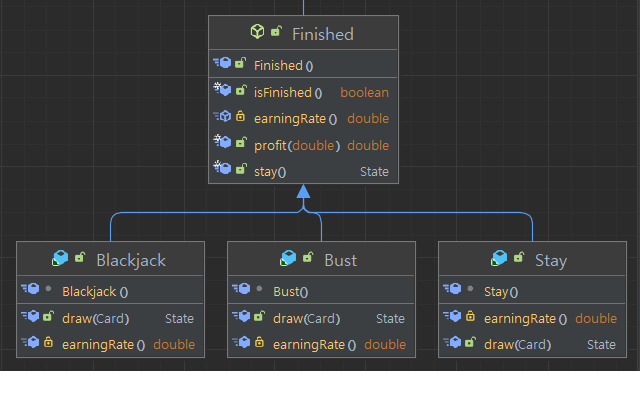 Finished
Finished ()
isFinished () boolean
earningRate () double
profit(double) double
stay() State
Blackjack
Blackjack ()
draw(Card) State
earningRate () double
Bust
Bust()
draw(Card) State
earningRate () double
Stay
Stay()
earningRate () double
draw(Card) State